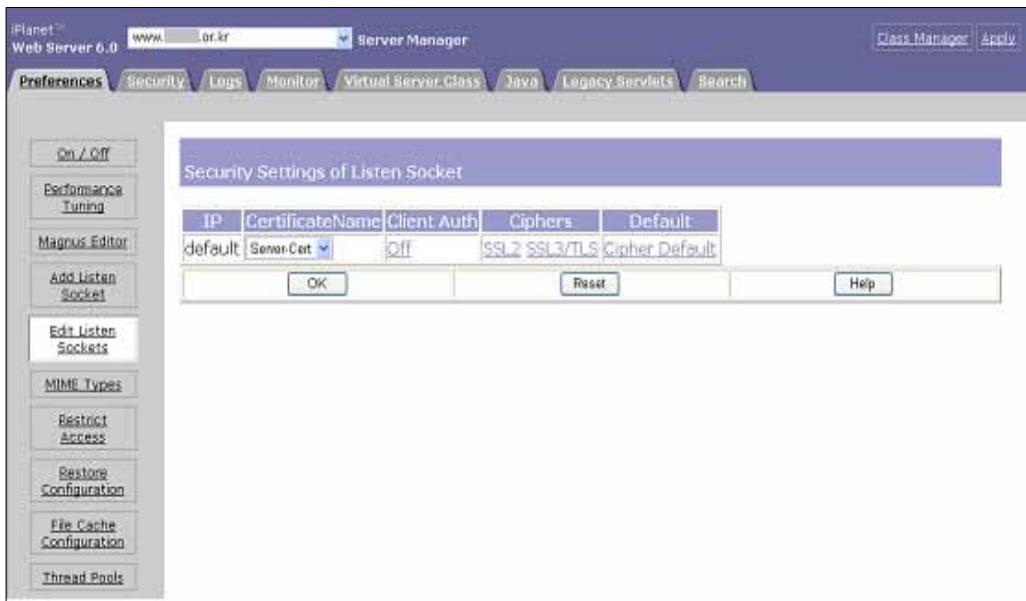 iPlanet™
Web Server 6.0
www. .or.kr
Server Manager
Class Manager Apply
Preferences Security Logs Monitor Virtual Server Class Java Legacy Servlets Search
On / Off
Performance
Tuning
Magnus Editor
Add Listen
Socket
Edit Listen
Sockets
MIME Types
Restrict
Access
Restore
Configuration
File Cache
Configuration
Thread Pools
Security Settings of Listen Socket
IP CertificateName Client Auth Ciphers Default
default Server-Cert Off SSL2 SSL3/TLS Cipher Default
OK Reset Help